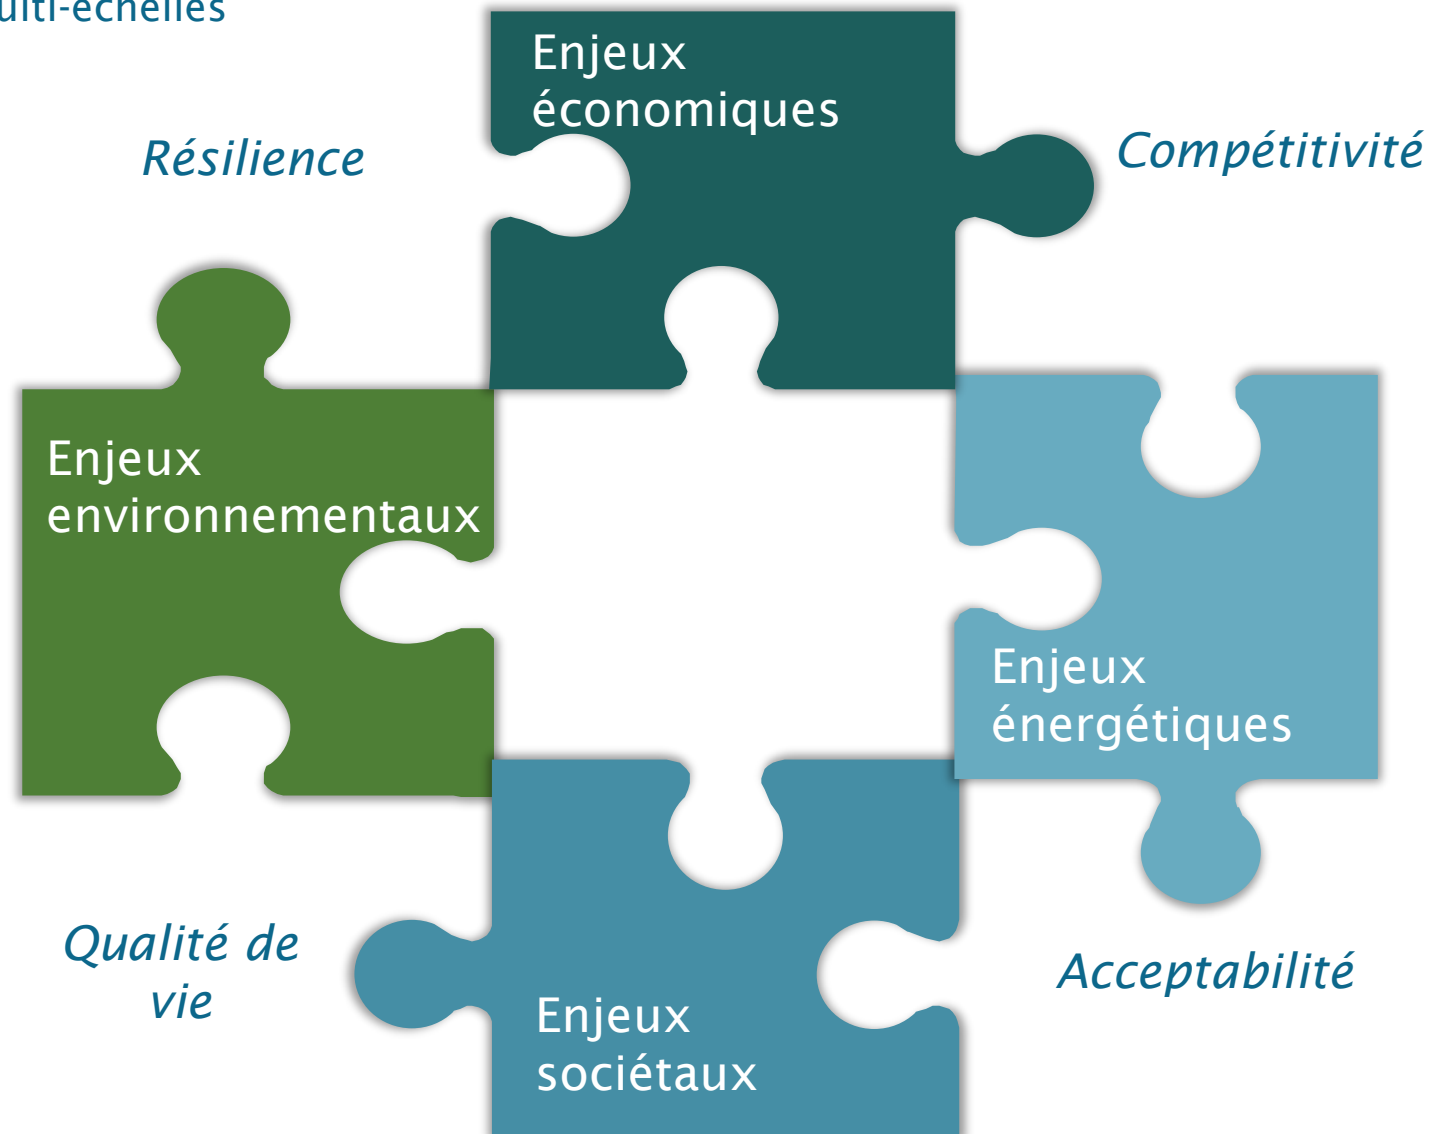 Enjeux
économiques
Résilience
Compétitivité
Enjeux
environnementaux
Enjeux
énergétiques
Qualité de
vie
Acceptabilité
Enjeux
sociétaux